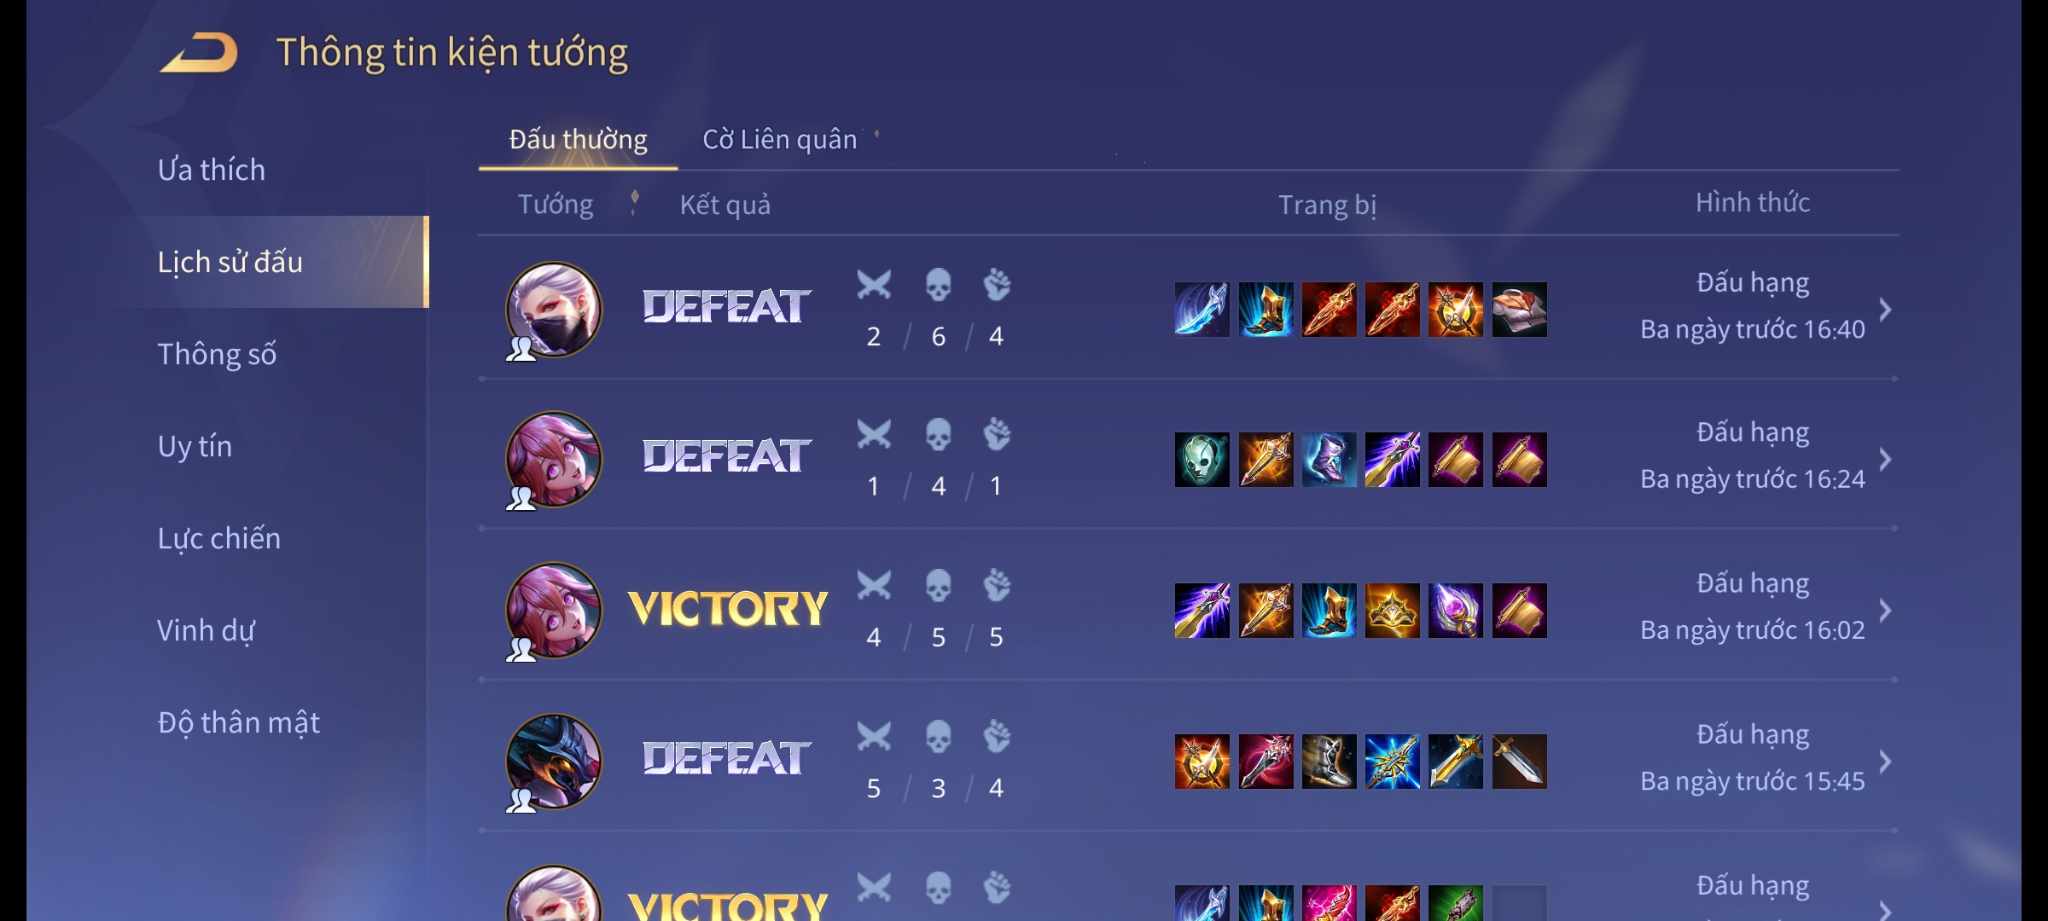 Thông tin kiện tướng
Ưa thích
Lịch sử đấu
Thông số
Uy tín
Lực chiến
Vinh dự
Độ thân mật
Đấu thường
Cờ Liên quân
Tướng
Kết quả
Trang bị
Hình thức
DEFEAT
2 / 6 / 4
Đấu hạng
Ba ngày trước 16:40
DEFEAT
1 / 4 / 1
Đấu hạng
Ba ngày trước 16:24
VICTORY
4 / 5 / 5
Đấu hạng
Ba ngày trước 16:02
DEFEAT
5 / 3 / 4
Đấu hạng
Ba ngày trước 15:45
VICTORY
Đấu hạng